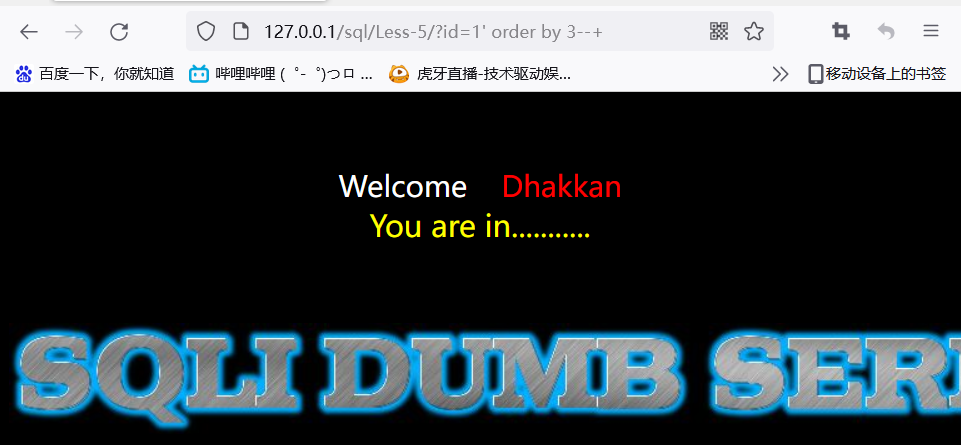 127.0.0.1/sql/Less-5/?id=1' order by 3--+
百度一下，你就知道 哔哩哔哩 ( ゜- ゜)つロ ... 虎牙直播-技术驱动娱... 移动设备上的书签
Welcome Dhakkan
You are in...........
SQLI DUMB SERI